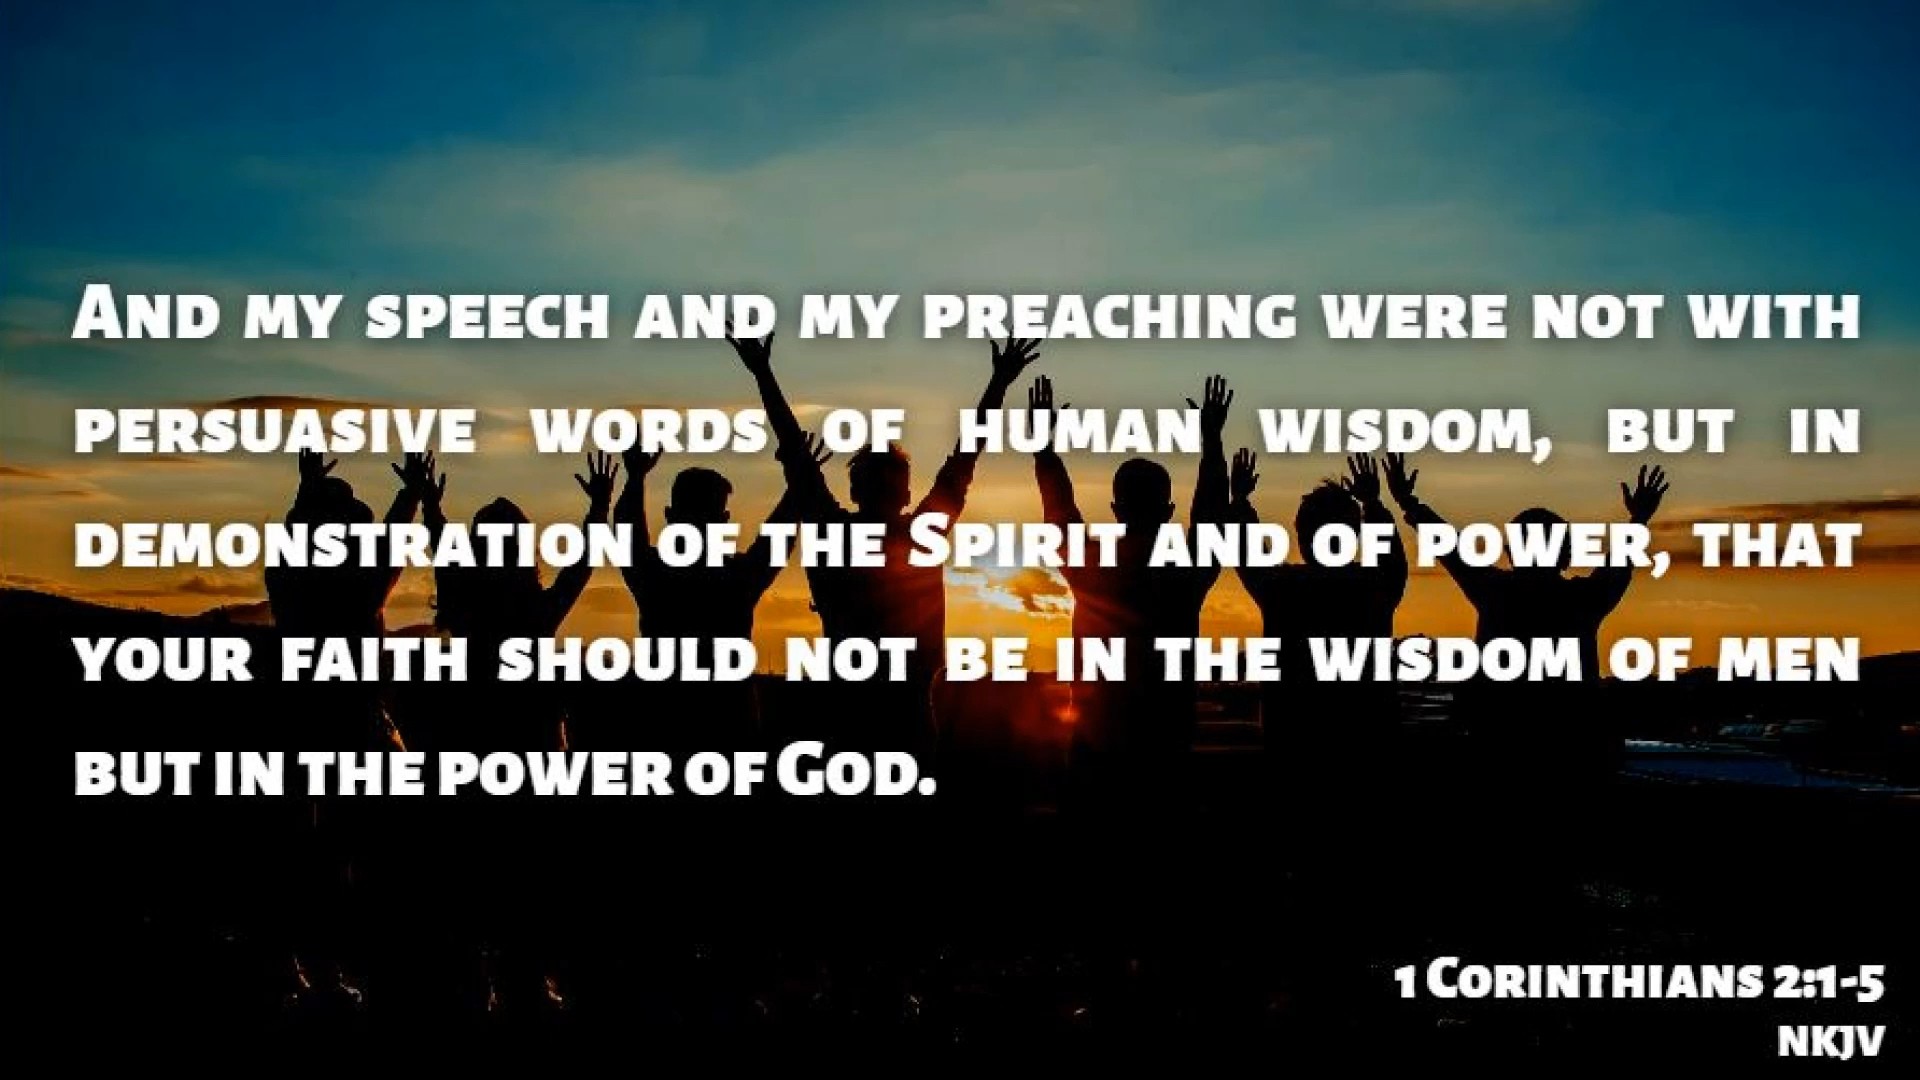 And my speech and my preaching were not with
persuasive words of human wisdom, but in
demonstration of the Spirit and of power, that
your faith should not be in the wisdom of men
but in the power of God.
1 Corinthians 2:1-5
NKJV